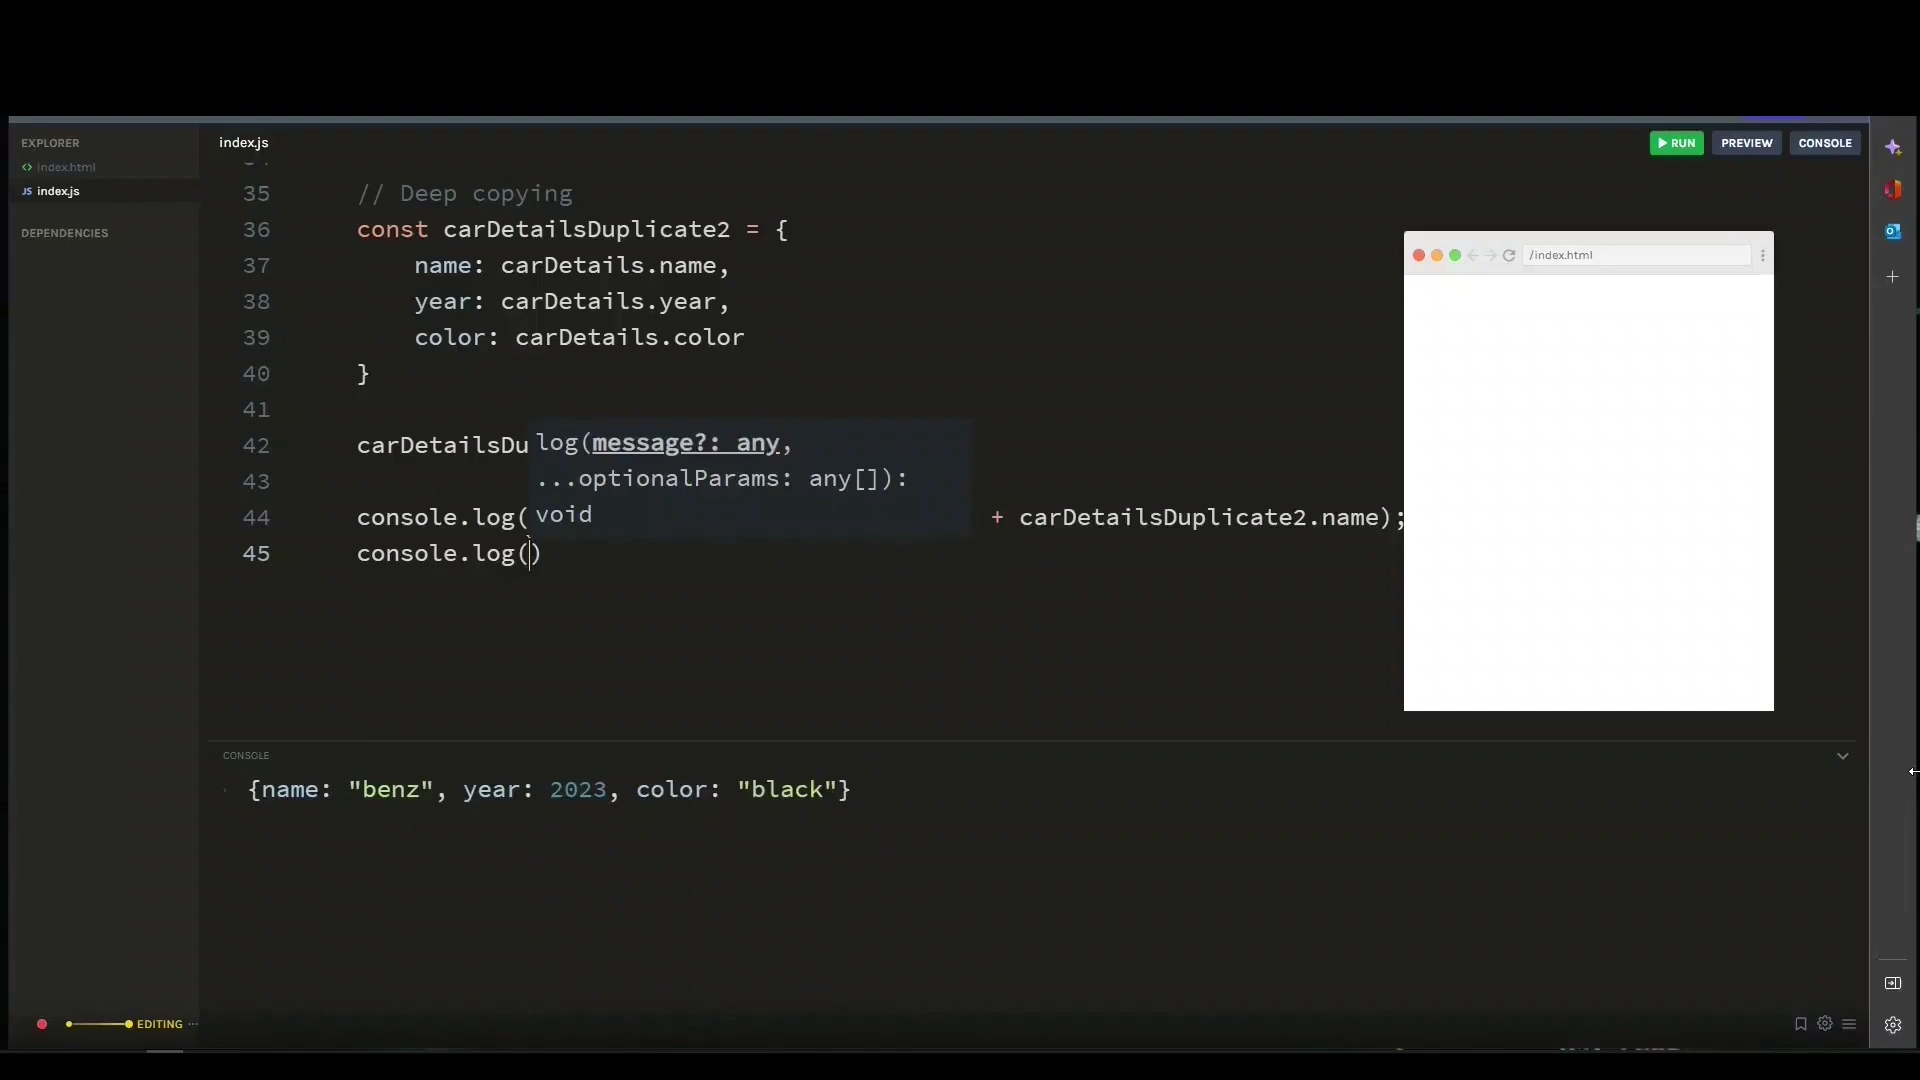 EXPLORER
index.html
JS index.js
DEPENDENCIES
index.js
RUN
PREVIEW
CONSOLE
35 // Deep copying
36 const carDetailsDuplicate2 = {
37 name: carDetails.name,
38 year: carDetails.year,
39 color: carDetails.color
40 }
41
42 carDetailsDu
43
44 console.log( + carDetailsDuplicate2.name);
45 console.log()
log(message?: any,
...optionalParams: any[]):
void
/index.html
CONSOLE
{name: "benz", year: 2023, color: "black"}
EDITING ...